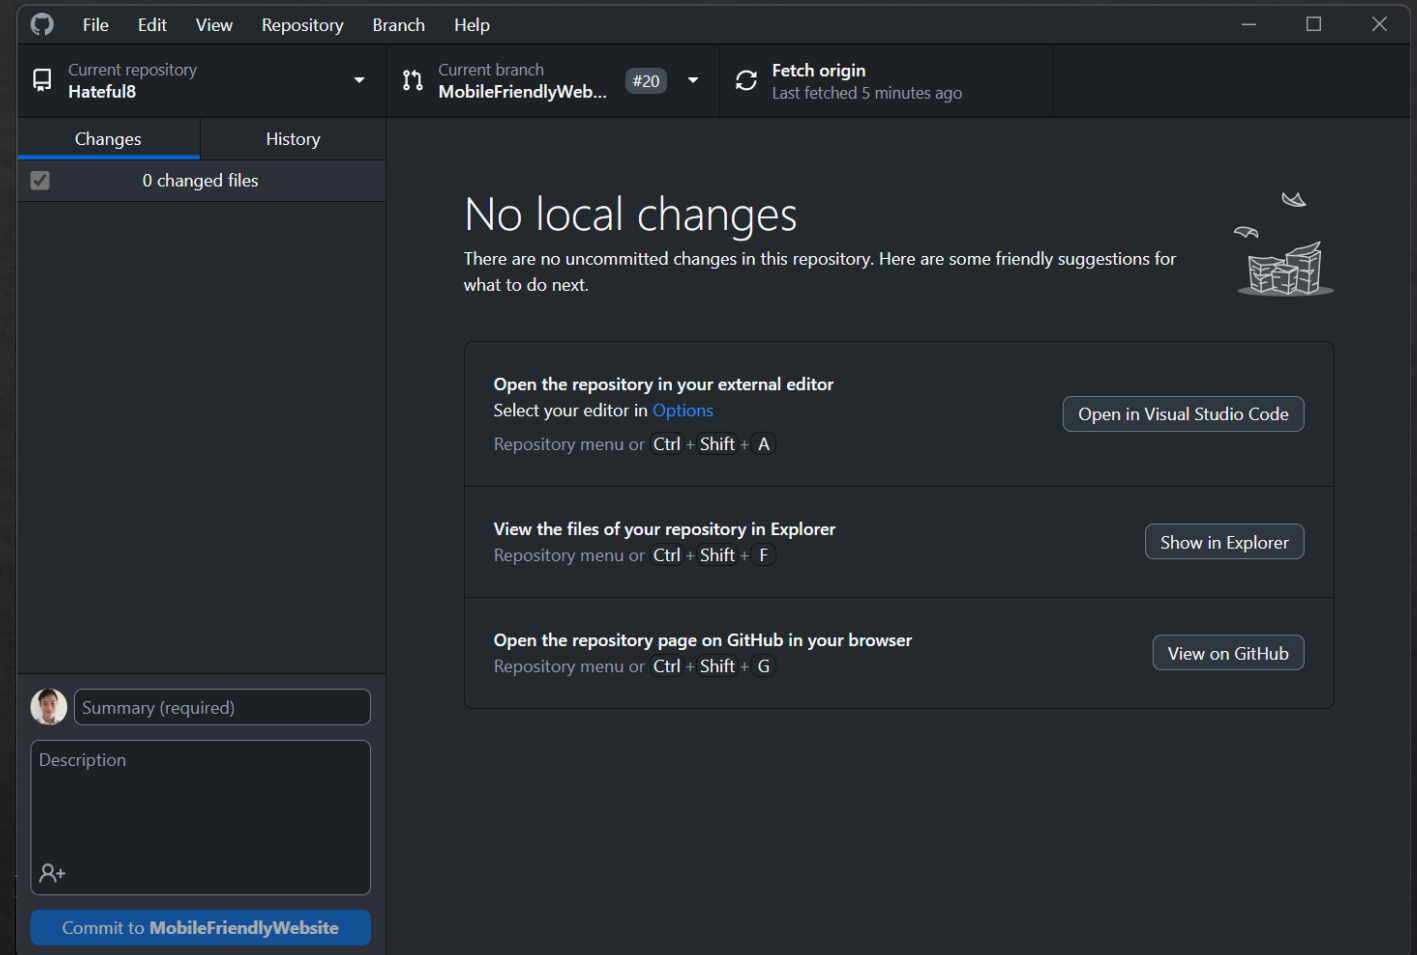 File Edit View Repository Branch Help
Current repository
Hateful8
Current branch
MobileFriendlyWeb...
#20
Fetch origin
Last fetched 5 minutes ago
Changes
History
0 changed files
No local changes
There are no uncommitted changes in this repository. Here are some friendly suggestions for
what to do next.
Open the repository in your external editor
Select your editor in Options
Repository menu or Ctrl + Shift + A
Open in Visual Studio Code
View the files of your repository in Explorer
Repository menu or Ctrl + Shift + F
Show in Explorer
Open the repository page on GitHub in your browser
Repository menu or Ctrl + Shift + G
View on GitHub
Summary (required)
Description
Commit to MobileFriendlyWebsite